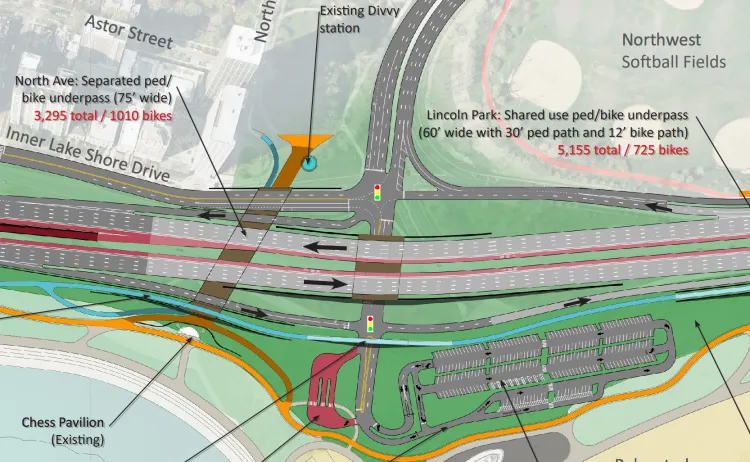 Existing Divvy
station
North
Astor Street
Northwest
Softball Fields
North Ave: Separated ped/
bike underpass (75’ wide)
3,295 total / 1010 bikes
Lincoln Park: Shared use ped/bike underpass
(60’ wide with 30’ ped path and 12’ bike path)
5,155 total / 725 bikes
Inner Lake Shore Drive
Chess Pavilion
(Existing)